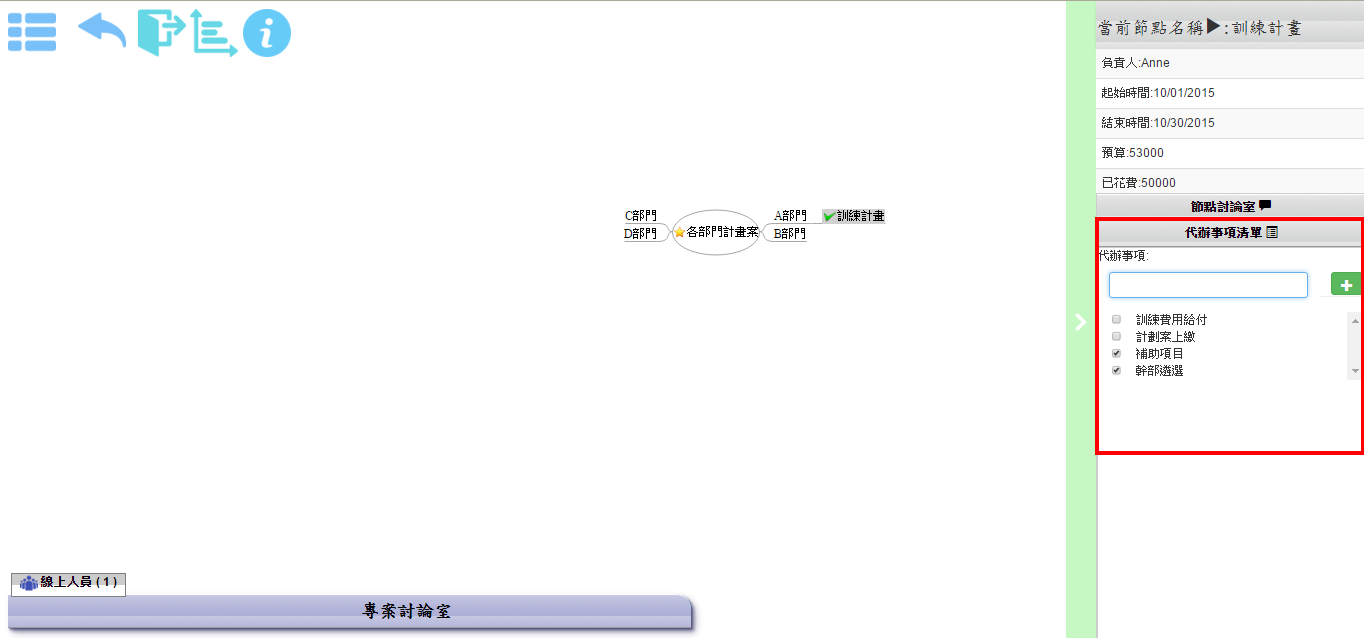 當前節點名稱▶:訓練計畫
負責人:Anne
起始時間:10/01/2015
結束時間:10/30/2015
預算:53000
已花費:50000
節點討論室
代辦事項清單
代辦事項:
訓練費用給付
計劃案上繳
補助項目
幹部遴選
C部門
D部門
各部門計畫案
A部門
訓練計畫
B部門
線上人員 ( 1 )
專案討論室